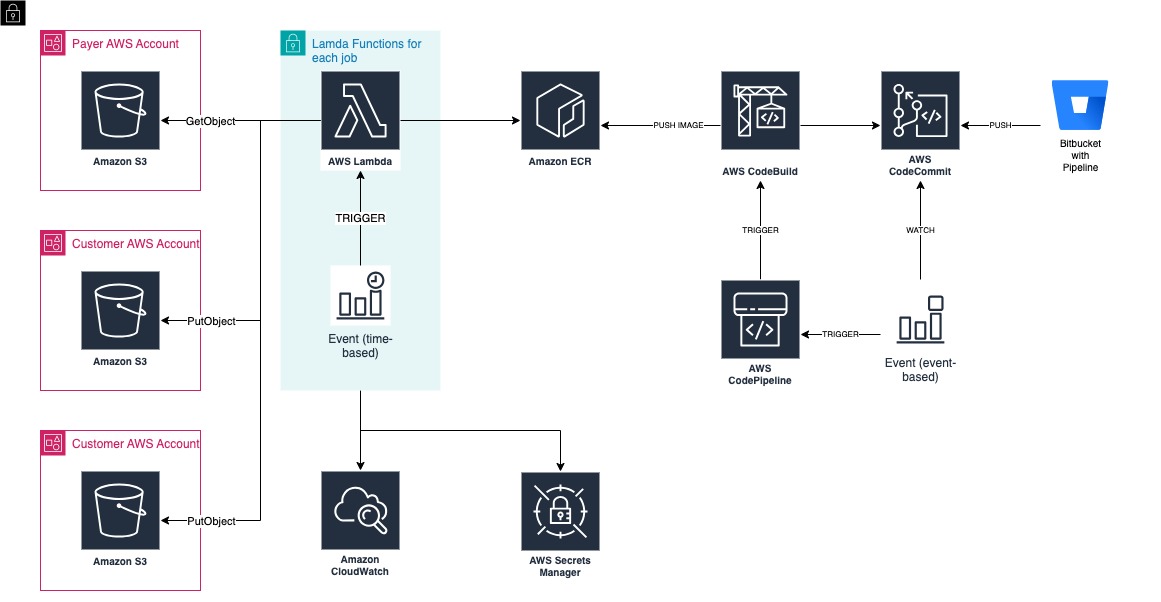 Payer AWS Account
Amazon S3
GetObject
Customer AWS Account
Amazon S3
PutObject
Customer AWS Account
Amazon S3
PutObject
Lamda Functions for
each job
AWS Lambda
TRIGGER
Event (time-
based)
Amazon
CloudWatch
AWS Secrets
Manager
Amazon ECR
PUSH IMAGE
AWS CodeBuild
TRIGGER
AWS
CodePipeline
TRIGGER
AWS
CodeCommit
WATCH
Event (event-
based)
PUSH
Bitbucket
with
Pipeline